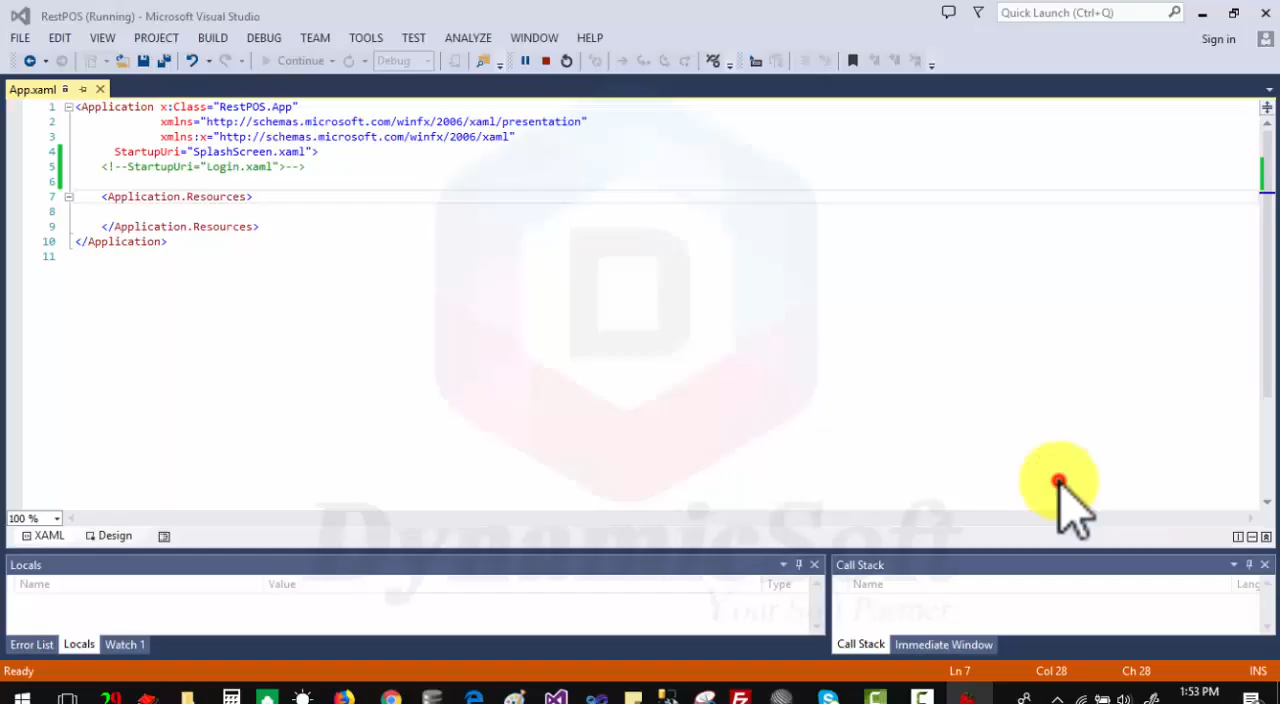 RestPOS (Running) - Microsoft Visual Studio
Quick Launch (Ctrl+Q)
FILE EDIT VIEW PROJECT BUILD DEBUG TEAM TOOLS TEST ANALYZE WINDOW HELP
Sign in
Continue
Debug
App.xaml
1 <Application x:Class="RestPOS.App"
2 xmlns="http://schemas.microsoft.com/winfx/2006/xaml/presentation"
3 xmlns:x="http://schemas.microsoft.com/winfx/2006/xaml"
4 StartupUri="SplashScreen.xaml">
5 <!--StartupUri="Login.xaml">-->
6
7 <Application.Resources>
8
9 </Application.Resources>
10 </Application>
11
DynamicSoft
Your Soft Partner
100 %
XAML Design
Locals
Name Value Type
Call Stack
Name Lang
Error List Locals Watch 1
Call Stack Immediate Window
Ready Ln 7 Col 28 Ch 28 INS
1:53 PM